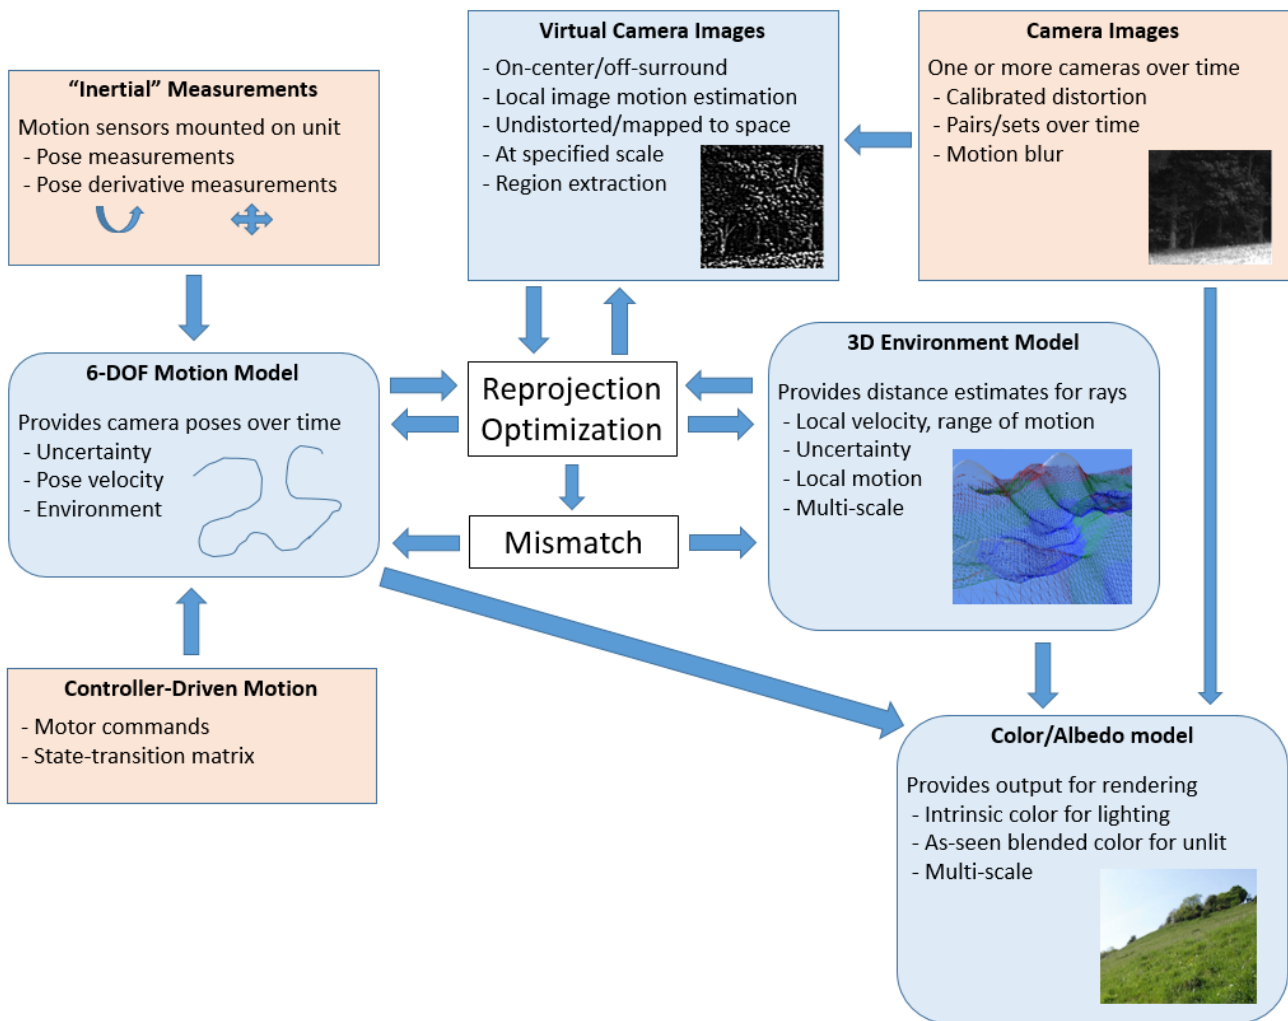 "Inertial" Measurements
Motion sensors mounted on unit
- Pose measurements
- Pose derivative measurements
Virtual Camera Images
- On-center/off-surround
- Local image motion estimation
- Undistorted/mapped to space
- At specified scale
- Region extraction
Camera Images
One or more cameras over time
- Calibrated distortion
- Pairs/sets over time
- Motion blur
6-DOF Motion Model
Provides camera poses over time
- Uncertainty
- Pose velocity
- Environment
Reprojection
Optimization
Mismatch
3D Environment Model
Provides distance estimates for rays
- Local velocity, range of motion
- Uncertainty
- Local motion
- Multi-scale
Controller-Driven Motion
- Motor commands
- State-transition matrix
Color/Albedo model
Provides output for rendering
- Intrinsic color for lighting
- As-seen blended color for unlit
- Multi-scale